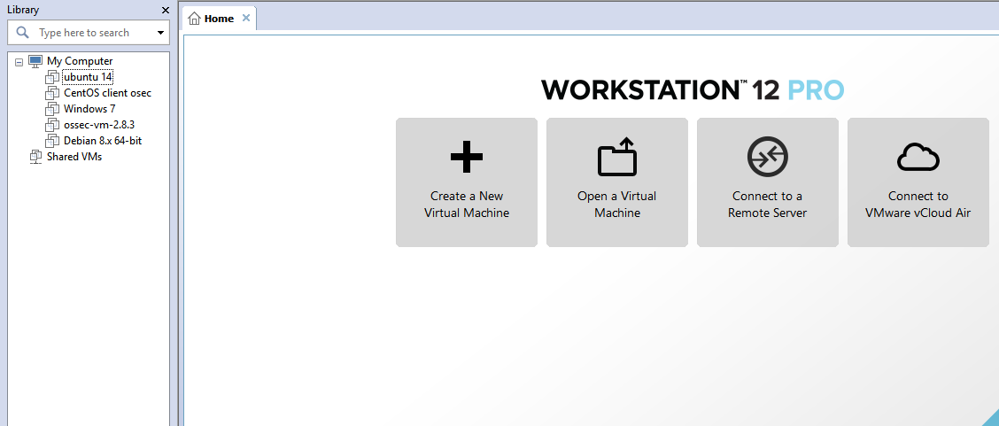 Library
Type here to search
My Computer
ubuntu 14
CentOS client osec
Windows 7
ossec-vm-2.8.3
Debian 8.x 64-bit
Shared VMs
Home
WORKSTATION™ 12 PRO
Create a New
Virtual Machine
Open a Virtual
Machine
Connect to a
Remote Server
Connect to
VMware vCloud Air